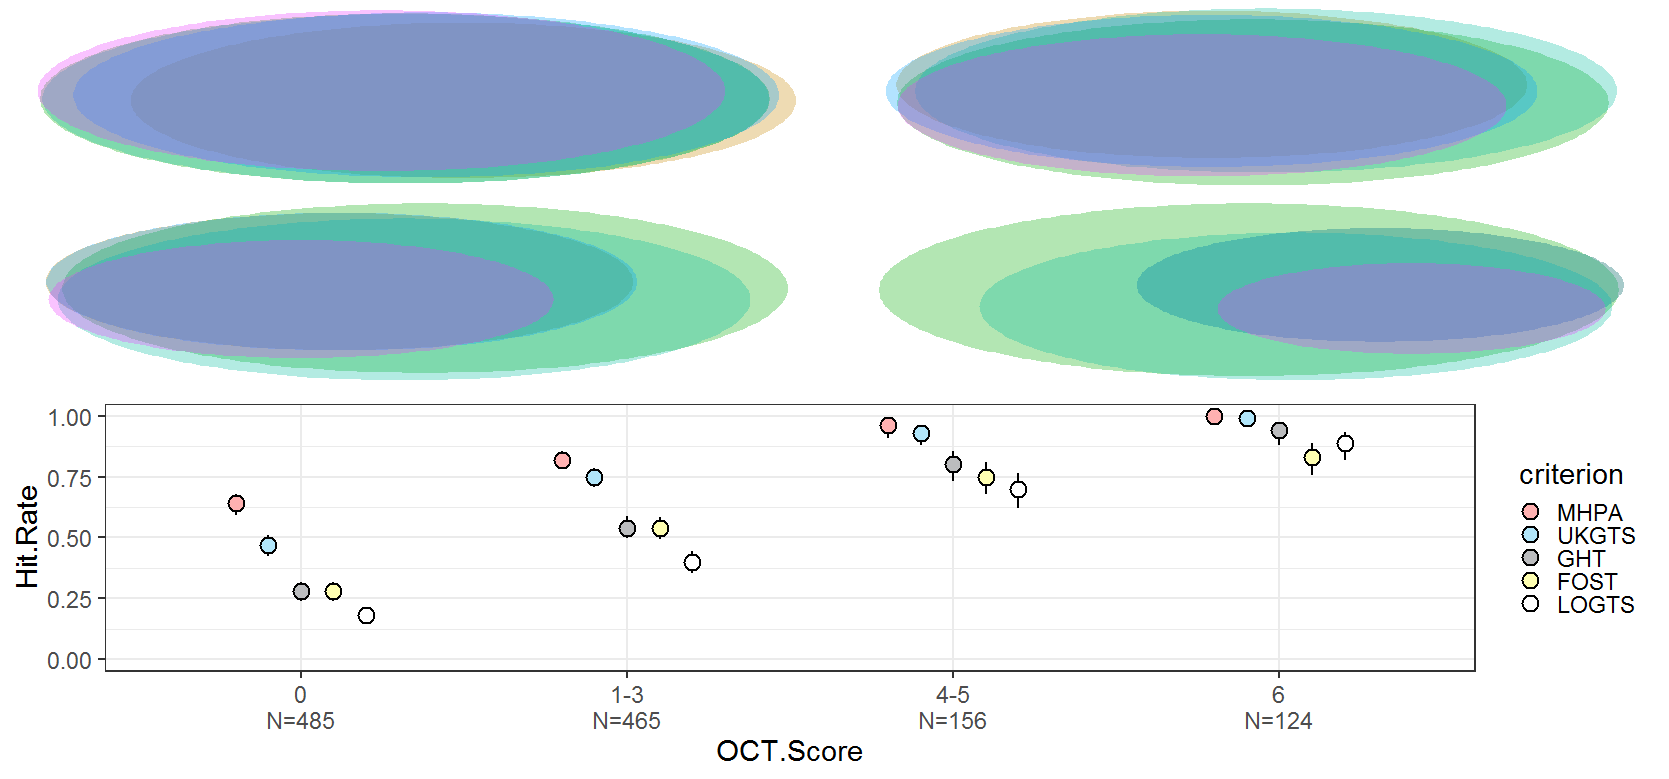 1.00
0.75
0.50
0.25
0.00
Hit.Rate
0
N=485
1-3
N=465
4-5
N=156
6
N=124
OCT.Score
criterion
MHPA
UKGTS
GHT
FOST
LOGTS